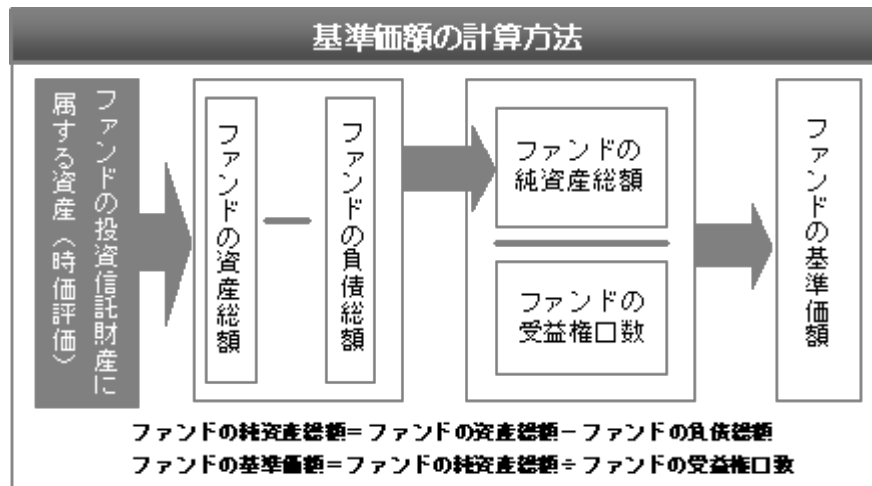 基準価額の計算方法
ファンドの投資信託財産に
属する資産（時価評価）
ファンドの資産総額
ファンドの負債総額
ファンドの
純資産総額
ファンドの
受益権口数
ファンドの基準価額
ファンドの純資産総額＝ファンドの資産総額－ファンドの負債総額
ファンドの基準価額＝ファンドの純資産総額÷ファンドの受益権口数